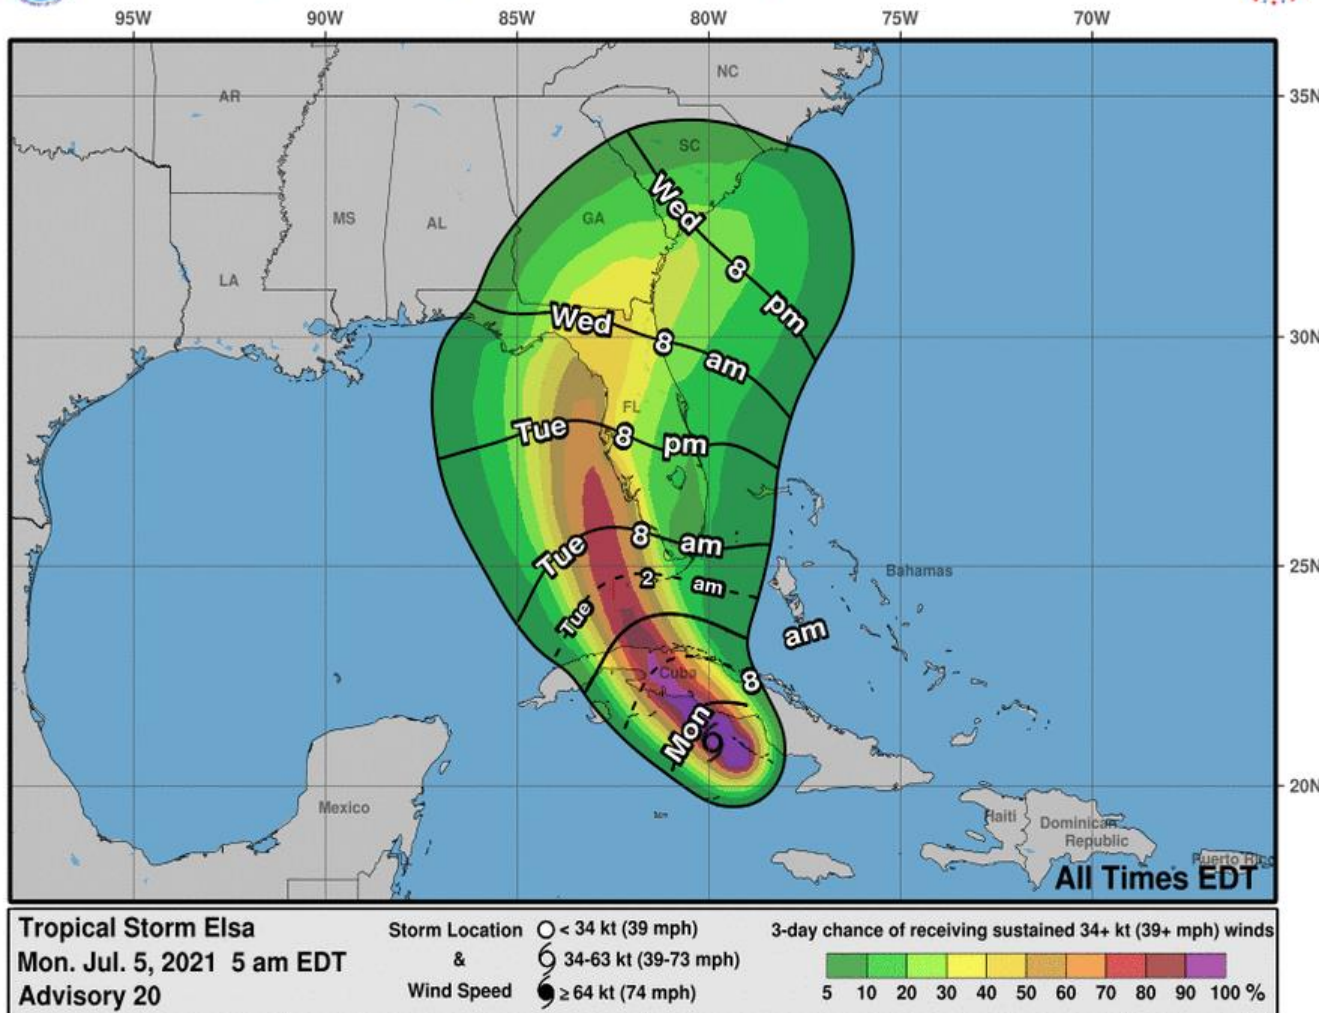 95W 90W 85W 80W 75W 70W
NC
AR
35N
SC
Wed
MS
AL
GA
LA
8
pm
Wed
8
am
30N
FL
Tue
8
pm
Tue
8
am
25N
Bahamas
Tue
2
am
am
Cuba
8
Mon
20N
Mexico
Haiti
Dominican
Republic
Puerto Rico
All Times EDT
Tropical Storm Elsa
Mon. Jul. 5, 2021 5 am EDT
Advisory 20
Storm Location
&
Wind Speed
< 34 kt (39 mph)
34-63 kt (39-73 mph)
≥ 64 kt (74 mph)
3-day chance of receiving sustained 34+ kt (39+ mph) winds
5 10 20 30 40 50 60 70 80 90 100 %